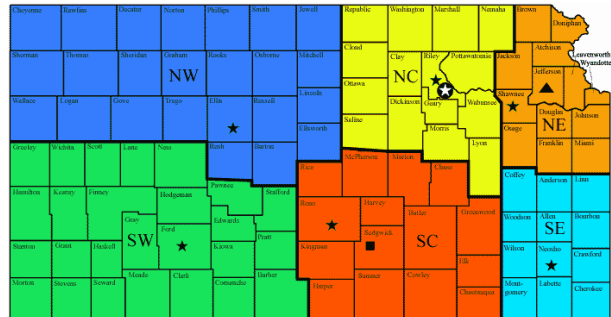 Cheyenne Rawlins Decatur Norton Phillips Smith Jewell Republic Washington Marshall Nemaha Brown
Doniphan
Cloud Clay Riley Pottawatomie Jackson Atchison
Sherman Thomas Sheridan Graham Rooks Osborne Mitchell
Leavenworth
Wyandotte
NW NC Jefferson
Ottawa Lincoln
Shawnee
Wallace Logan Gove Trego Ellis Russell Dickinson Geary Wabaunsee
Douglas Johnson
Saline Ellsworth Morris Osage NE
Lyon Franklin Miami
Greeley Wichita Scott Lane Ness Rush Barton
Rice McPherson Marion Chase Coffey Anderson Linn
Pawnee Stafford
Hamilton Kearny Finney Hodgeman Reno Harvey Butler Greenwood
Woodson Allen Bourbon
Gray Edwards
SW Ford Pratt Sedgwick SC SE
Stanton Grant Haskell Kiowa Kingman
Wilson Neosho Crawford
Elk
Morton Stevens Seward Meade Clark Comanche Barber Harper Sumner Cowley Chautauqua
Mont-
gomery Labette Cherokee